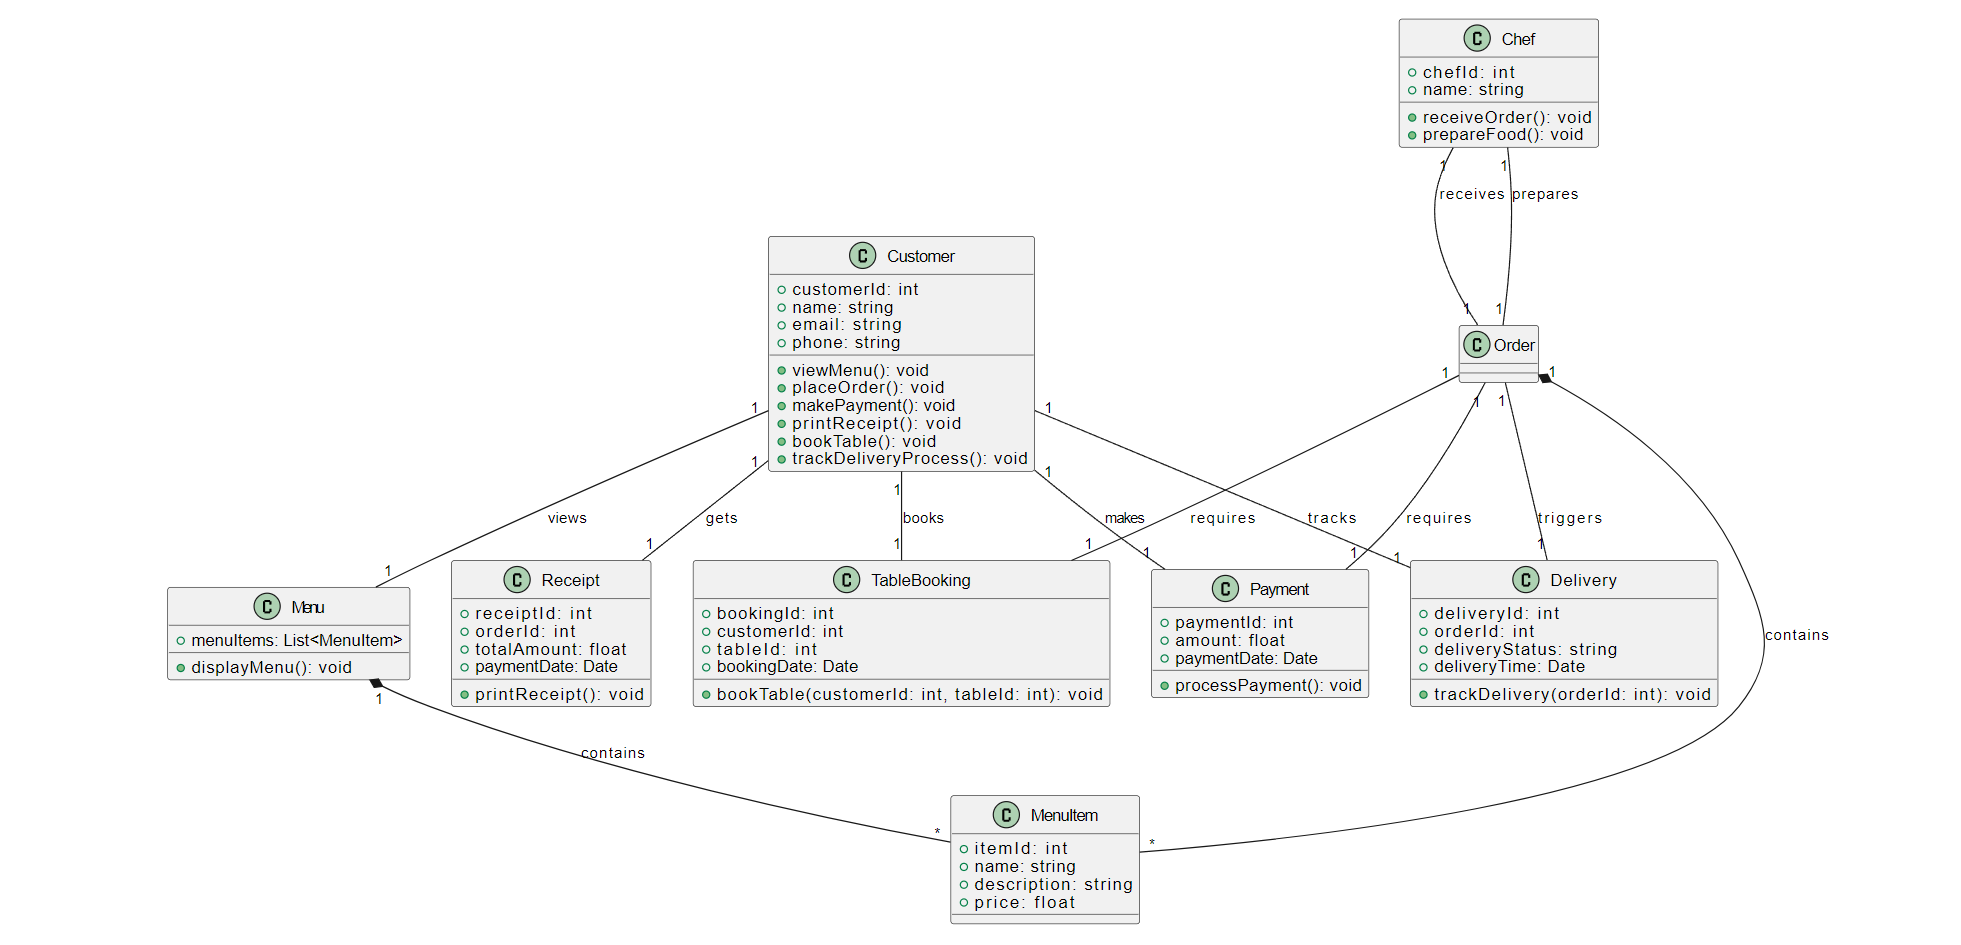 C Chef
chefId: int
name: string
receiveOrder(): void
prepareFood(): void
1 1
receives prepares
1 1
C Customer
customerId: int
name: string
email: string
phone: string
viewMenu(): void
placeOrder(): void
makePayment(): void
printReceipt(): void
bookTable(): void
trackDeliveryProcess(): void
C Order
1 1 1 1
1 1
1 1 1
views gets books makes requires tracks requires triggers
1 1 1 1 1 1 1 1
C Menu
menuItems: List<MenuItem>
displayMenu(): void
C Receipt
receiptId: int
orderId: int
totalAmount: float
paymentDate: Date
printReceipt(): void
C TableBooking
bookingId: int
customerId: int
tableId: int
bookingDate: Date
bookTable(customerId: int, tableId: int): void
C Payment
paymentId: int
amount: float
paymentDate: Date
processPayment(): void
C Delivery
deliveryId: int
orderId: int
deliveryStatus: string
deliveryTime: Date
trackDelivery(orderId: int): void
contains
1
contains
* *
C MenuItem
itemId: int
name: string
description: string
price: float